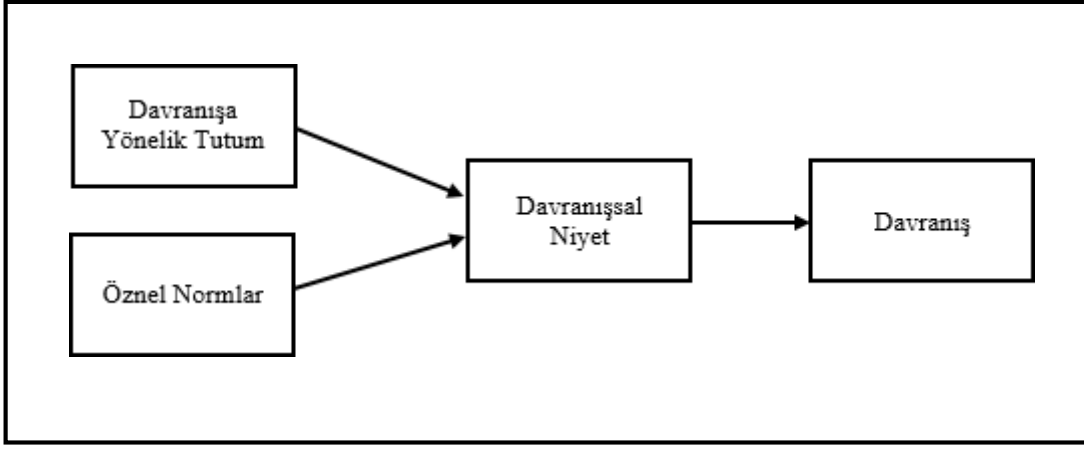 Davranışa
Yönelik Tutum
Öznel Normlar
Davranışsal
Niyet
Davranış